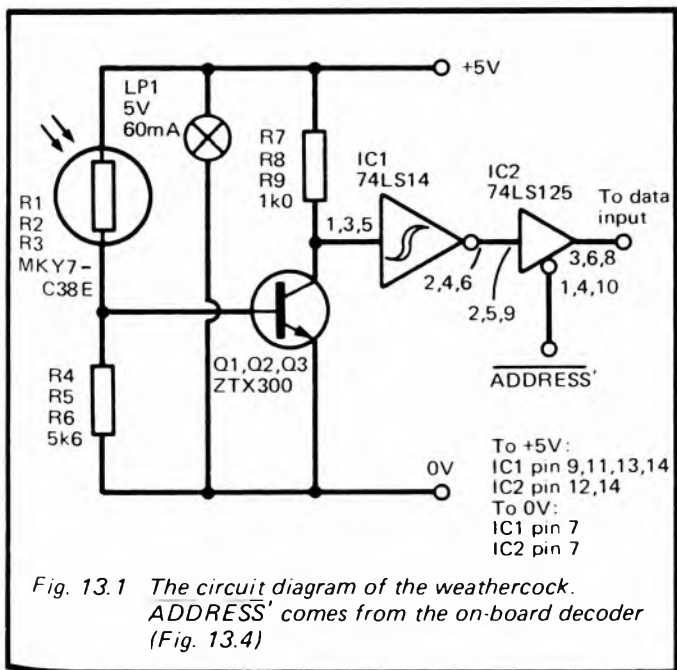 +5V
LP1
5V
60mA
R7
R8
R9
1k0
IC1
74LS14
IC2
74LS125
To data
input
R1
R2
R3
MKY7-
C38E
1,3,5
2,4,6
2,5,9
3,6,8
1,4,10
Q1,Q2,Q3
ZTX300
ADDRESS'
R4
R5
R6
5k6
0V
To +5V:
IC1 pin 9,11,13,14
IC2 pin 12,14
To 0V:
IC1 pin 7
IC2 pin 7
Fig. 13.1 The circuit diagram of the weathercock.
ADDRESS' comes from the on-board decoder
(Fig. 13.4)